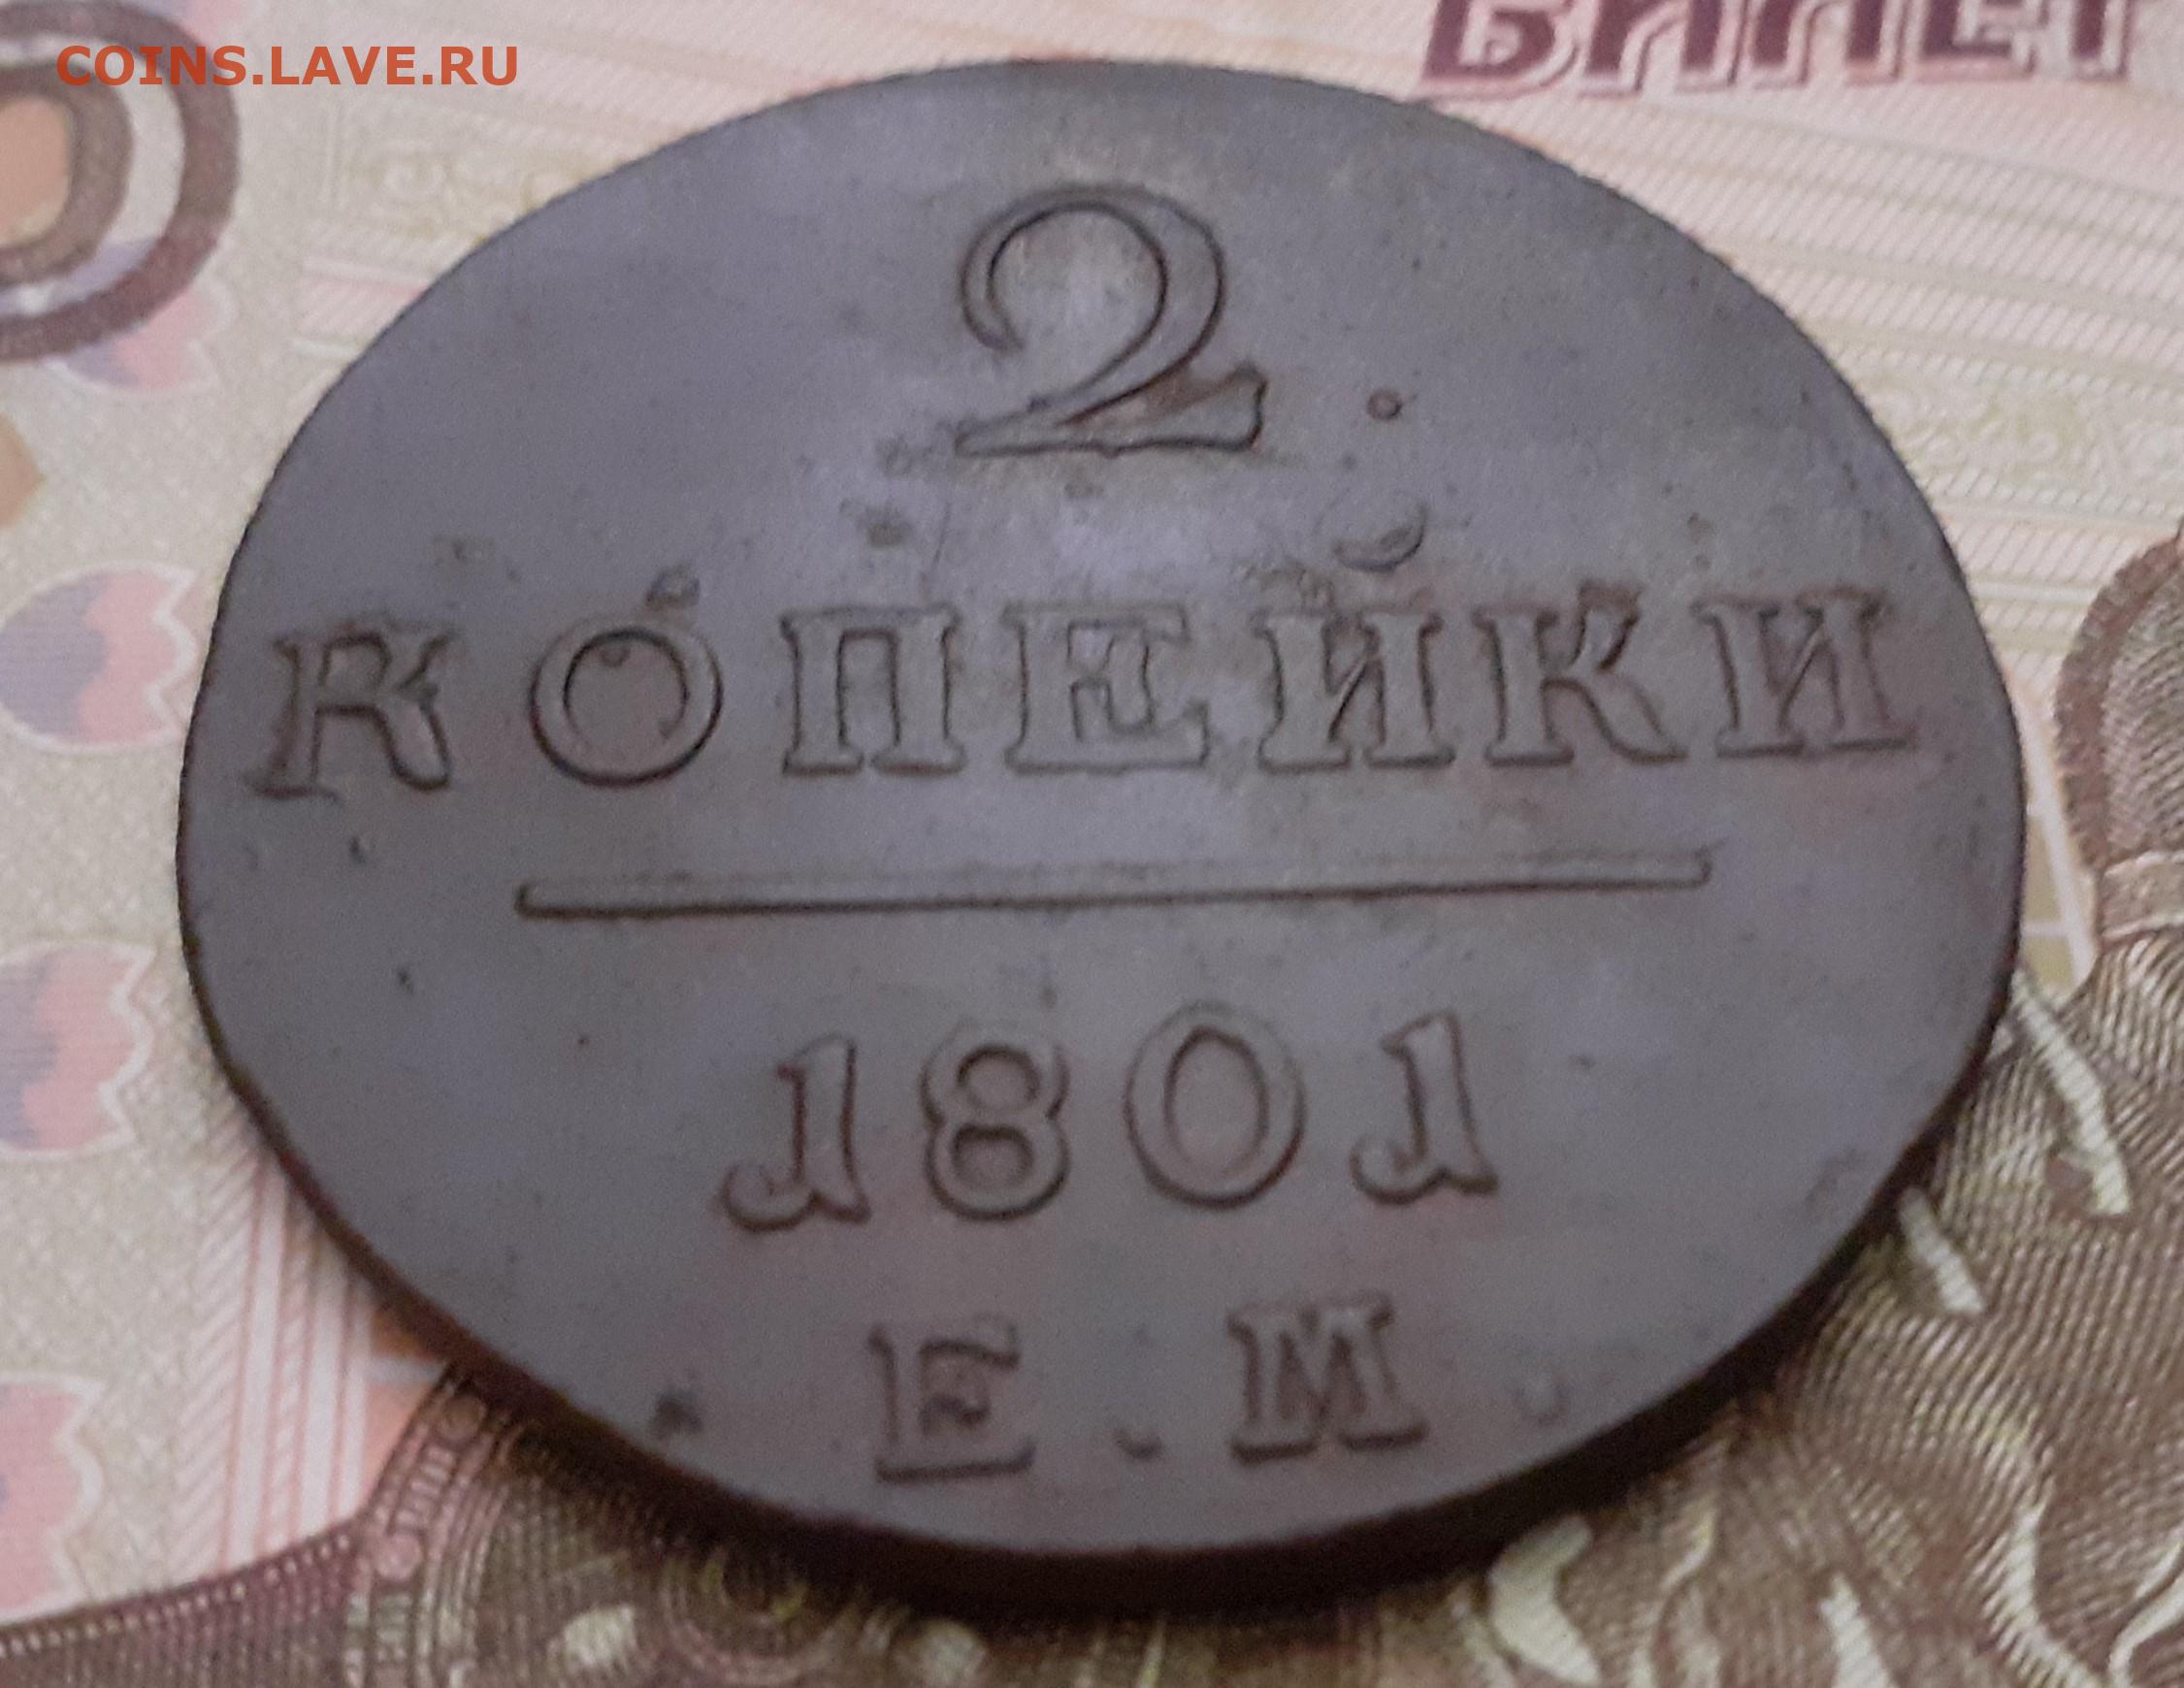 COINS.LAVE.RU
БИЛЕТ
2.
КОПЕЙКИ
1801
Е.М.